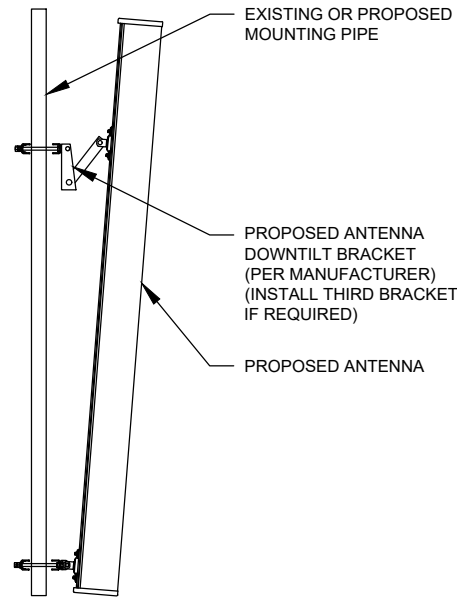 EXISTING OR PROPOSED
MOUNTING PIPE
PROPOSED ANTENNA
DOWNTILT BRACKET
(PER MANUFACTURER)
(INSTALL THIRD BRACKET
IF REQUIRED)
PROPOSED ANTENNA